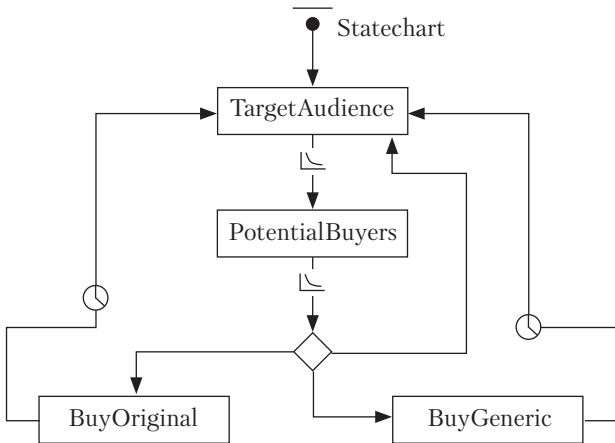 Statechart
TargetAudience
PotentialBuyers
BuyOriginal
BuyGeneric